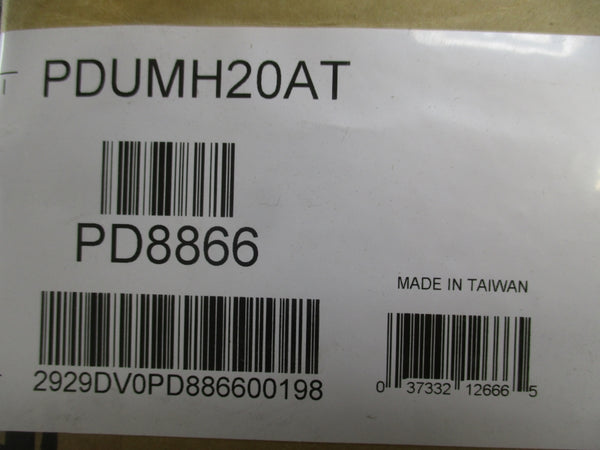 PDUMH20AT
PD8866
MADE IN TAIWAN
2929DV0PD886600198
0 37332 12666 5